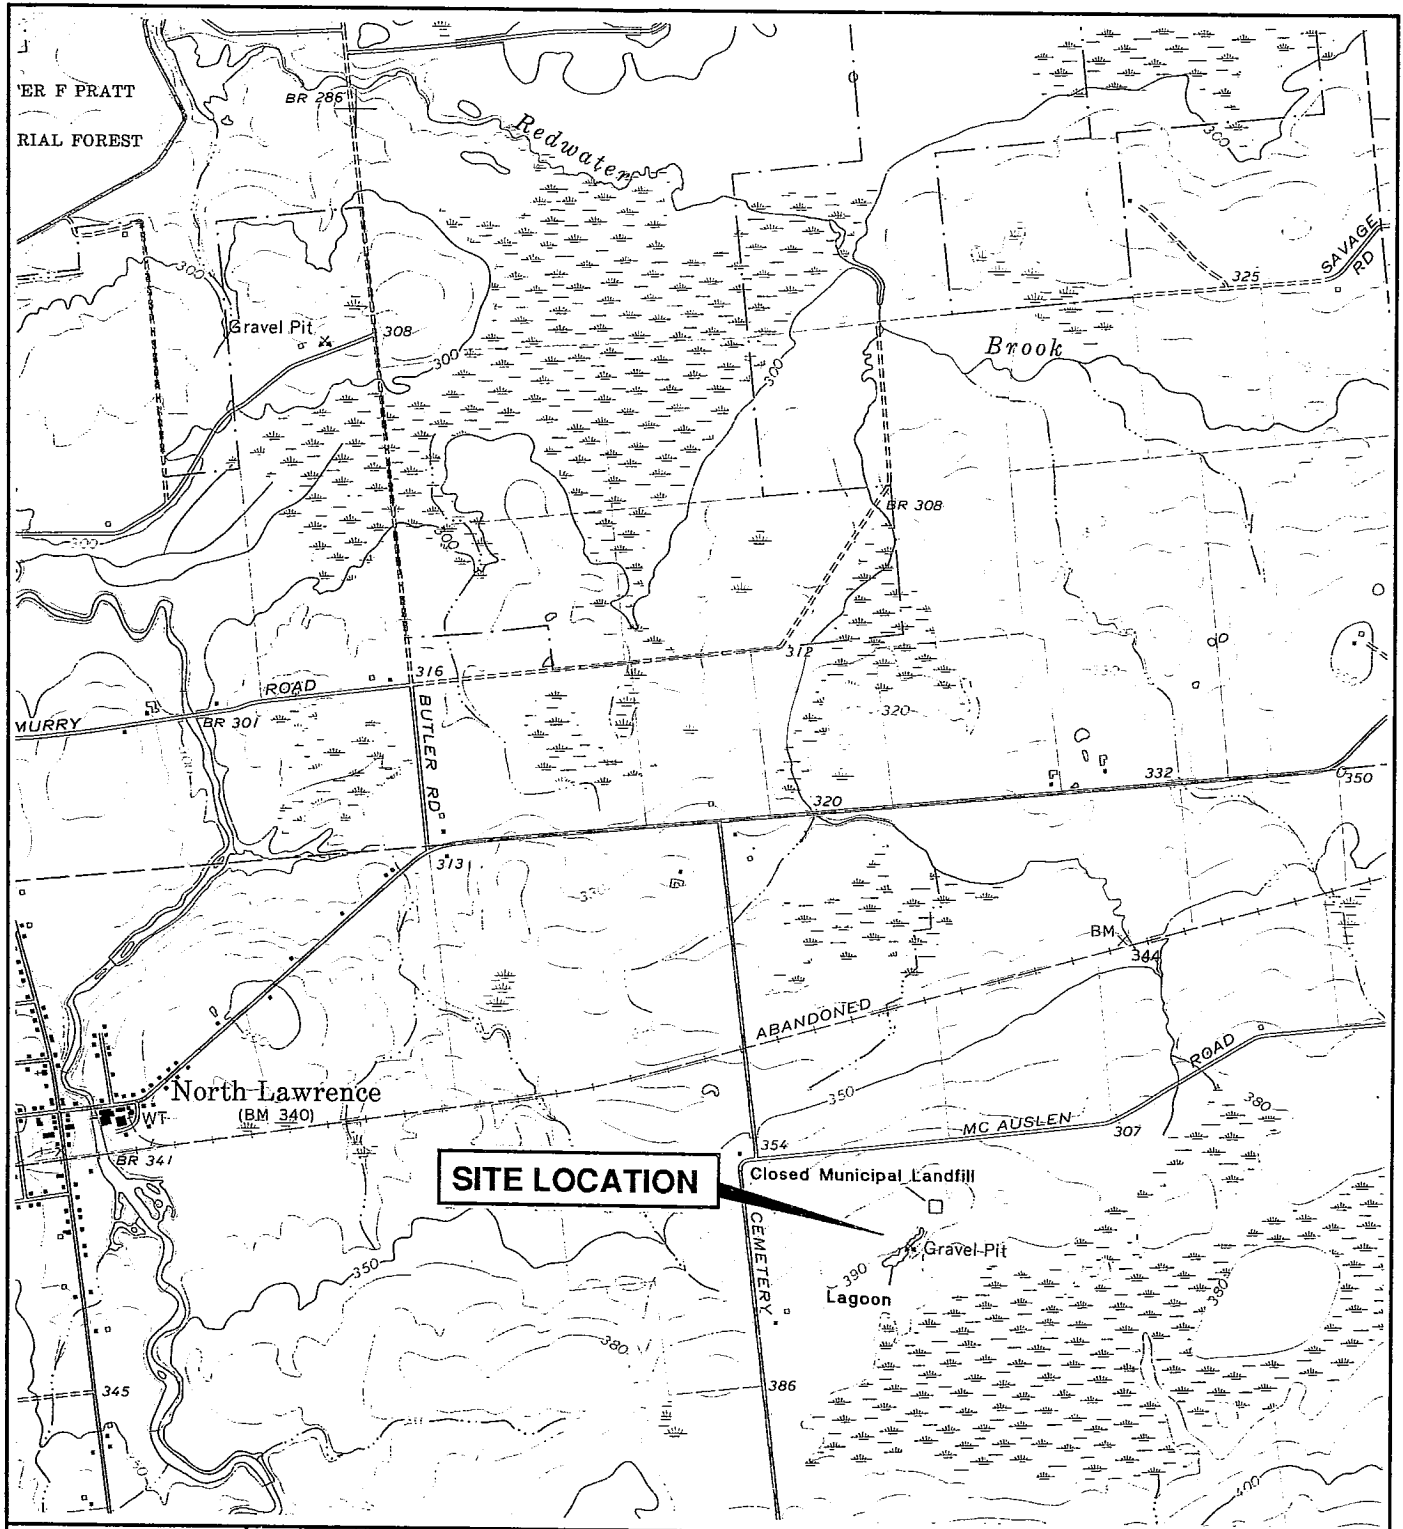 'ER F PRATT
RIAL FOREST
BR 286
Redwater
300
SAVAGE
RD
325
300
Gravel Pit
308
300
Brook
300
BR 308
300
300
312
316
ROAD
MURRY
BR 301
320
BUTLER RD
332
350
320
313
BM
344
ABANDONED
ROAD
350
380
North Lawrence
(BM 340)
WT
MC AUSLEN
307
354
BR 341
SITE LOCATION
Closed Municipal Landfill
CEMETERY
Gravel Pit
350
390
Lagoon
380
380
386
345
400